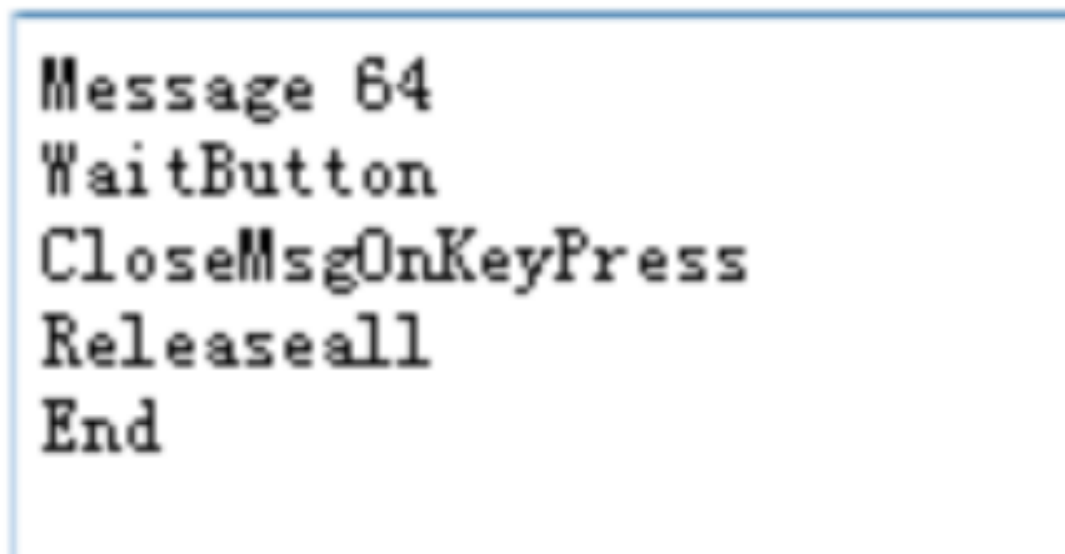 Message 64
WaitButton
CloseMsgOnKeyPress
Releaseall
End